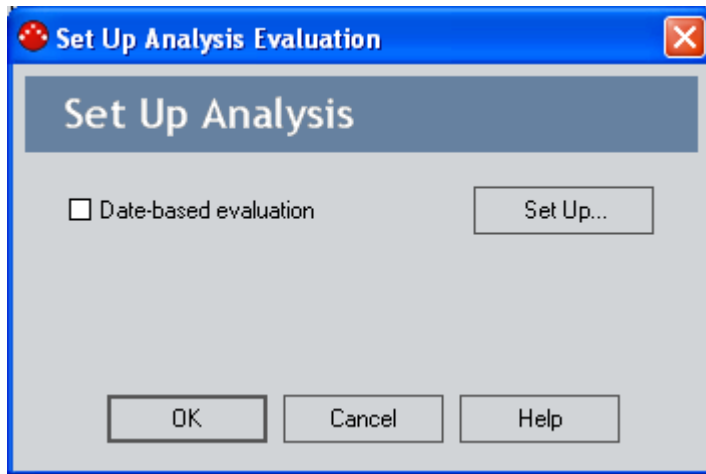 Set Up Analysis Evaluation
Set Up Analysis
Date-based evaluation
Set Up...
OK
Cancel
Help